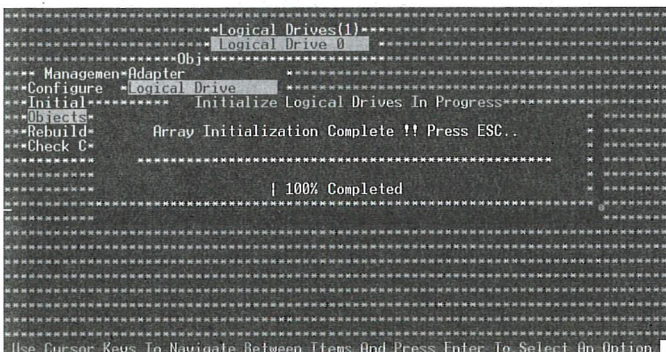 Logical Drives(1)
Logical Drive 0
Obj
Managemen Adapter
Configure Logical Drive
Initial Initialize Logical Drives In Progress
Objects
Rebuild Array Initialization Complete !! Press ESC..
Check C
| 100% Completed
Use Cursor Keys To Navigate Between Items And Press Enter To Select An Option